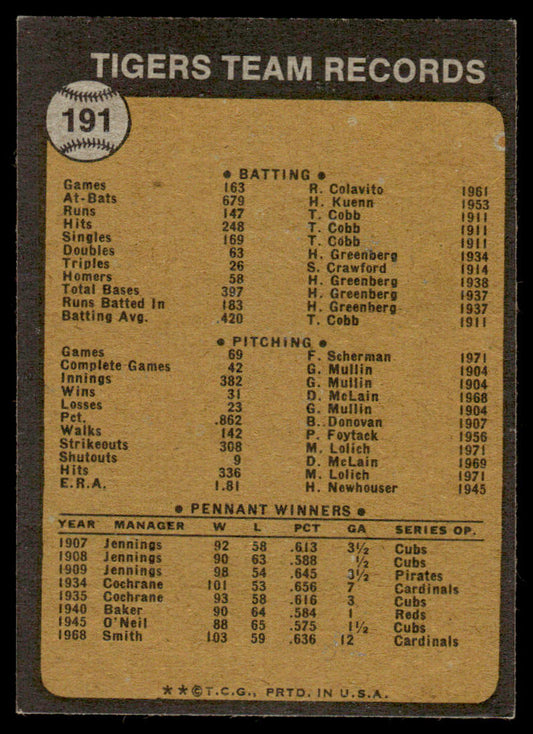 TIGERS TEAM RECORDS
191
• BATTING •
Games 163 R. Colavito 1961
At-Bats 679 H. Kuenn 1953
Runs 147 T. Cobb 1911
Hits 248 T. Cobb 1911
Singles 169 T. Cobb 1911
Doubles 63 H. Greenberg 1934
Triples 26 S. Crawford 1914
Homers 58 H. Greenberg 1938
Total Bases 397 H. Greenberg 1937
Runs Batted In 183 H. Greenberg 1937
Batting Avg. .420 T. Cobb 1911
• PITCHING •
Games 69 F. Scherman 1971
Complete Games 42 G. Mullin 1904
Innings 382 G. Mullin 1904
Wins 31 D. McLain 1968
Losses 23 G. Mullin 1904
Pct. .862 B. Donovan 1907
Walks 142 P. Foytack 1956
Strikeouts 308 M. Lolich 1971
Shutouts 9 D. McLain 1969
Hits 336 M. Lolich 1971
E.R.A. 1.81 H. Newhouser 1945
• PENNANT WINNERS •
YEAR MANAGER W L PCT GA SERIES OP.
1907 Jennings 92 58 .613 3½ Cubs
1908 Jennings 90 63 .588 ½ Cubs
1909 Jennings 98 54 .645 3½ Pirates
1934 Cochrane 101 53 .656 7 Cardinals
1935 Cochrane 93 58 .616 3 Cubs
1940 Baker 90 64 .584 1 Reds
1945 O'Neil 88 65 .575 1½ Cubs
1968 Smith 103 59 .636 12 Cardinals
**©T.C.G., PRTD. IN U.S.A.